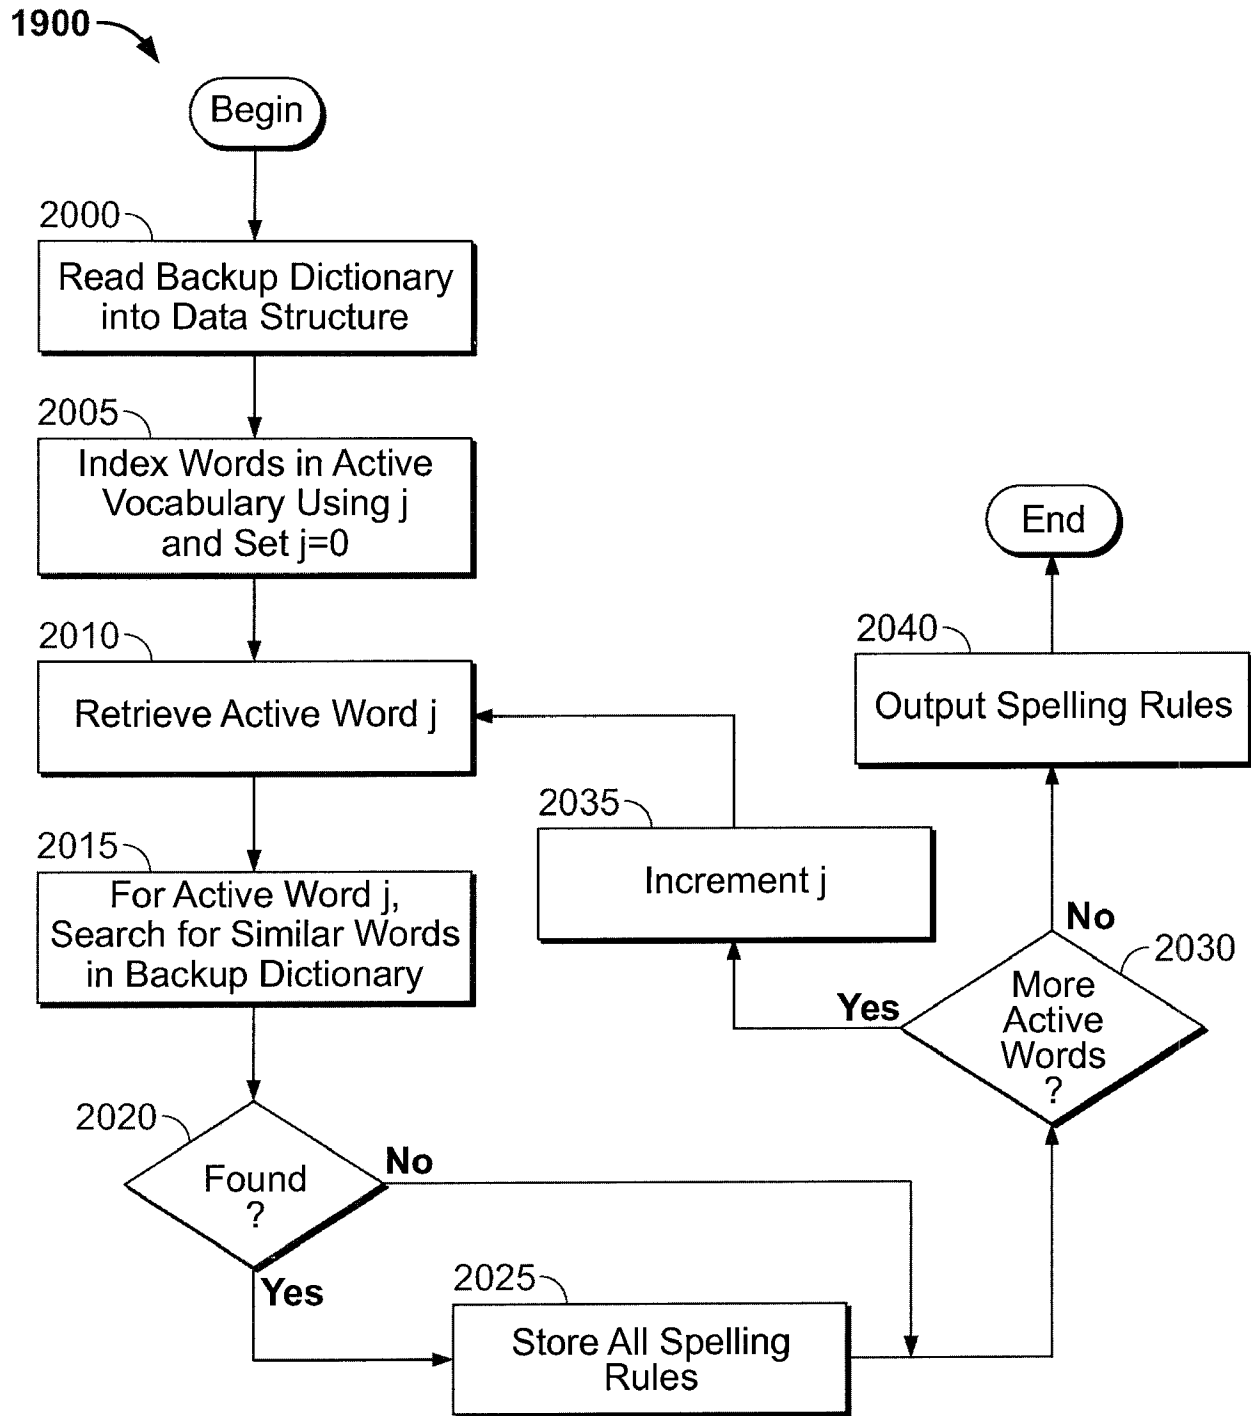 1900
Begin
2000
Read Backup Dictionary
into Data Structure
2005
Index Words in Active
Vocabulary Using j
and Set j=0
2010
Retrieve Active Word j
2015
For Active Word j,
Search for Similar Words
in Backup Dictionary
2020
Found
?
No
Yes
2025
Store All Spelling
Rules
2030
More
Active
Words
?
Yes
No
2035
Increment j
2040
Output Spelling Rules
End